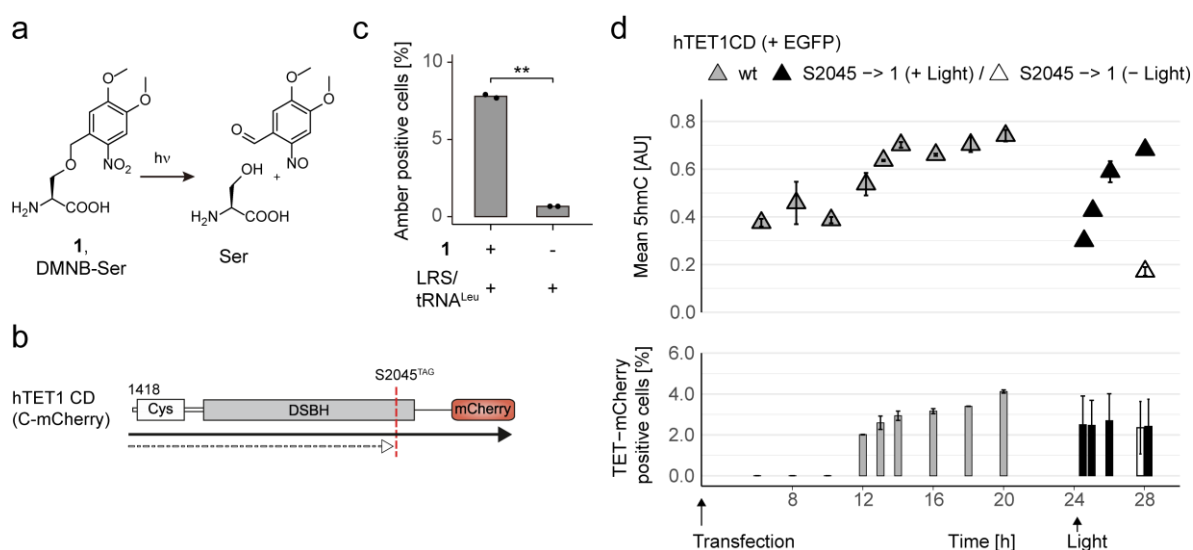 a
O
O
O
NO₂
H₂N
COOH
1,
DMNB-Ser
hν
O
O
O
NO
OH
+
H₂N
COOH
Ser
b
hTET1 CD
(C-mCherry)
1418
S2045ᵀᴬᴳ
Cys
DSBH
mCherry
c
Amber positive cells [%]
10
5
0
**
1
+
-
LRS/
tRNAᴸᵉᵘ
+
+
d
hTET1CD (+ EGFP)
wt
S2045 -> 1 (+ Light) /
S2045 -> 1 (− Light)
Mean 5hmC [AU]
0.8
0.6
0.4
0.2
0.0
TET−mCherry
positive cells [%]
6.0
4.0
2.0
0.0
8
12
16
20
24
28
Transfection
Time [h]
Light